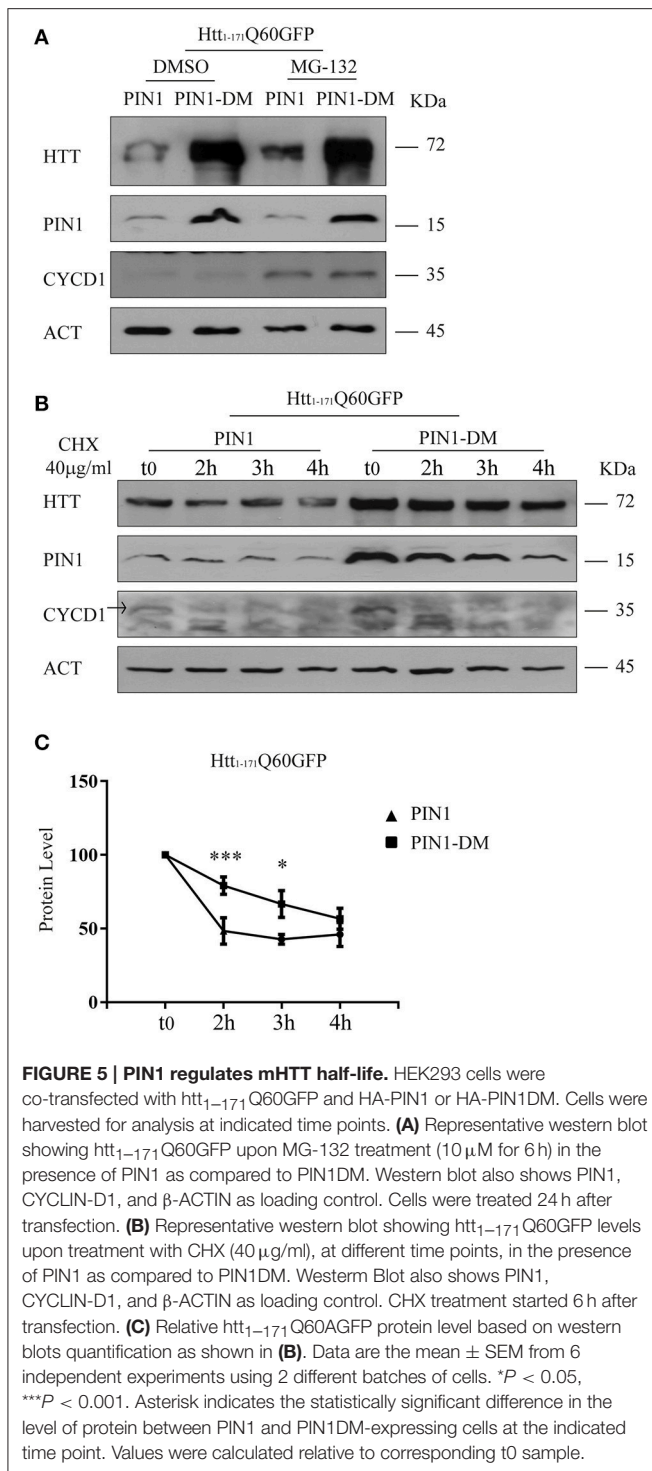 A
Htt1-171Q60GFP
DMSO MG-132
PIN1 PIN1-DM PIN1 PIN1-DM KDa
HTT 72
PIN1 15
CYCD1 35
ACT 45
B
Htt1-171Q60GFP
CHX PIN1 PIN1-DM
40µg/ml t0 2h 3h 4h t0 2h 3h 4h KDa
HTT 72
PIN1 15
CYCD1 35
ACT 45
C
Htt1-171Q60GFP
150
PIN1
PIN1-DM
100
*** *
Protein Level
50
0
t0 2h 3h 4h
FIGURE 5 | PIN1 regulates mHTT half-life. HEK293 cells were
co-transfected with htt1–171Q60GFP and HA-PIN1 or HA-PIN1DM. Cells were
harvested for analysis at indicated time points. (A) Representative western blot
showing htt1–171Q60GFP upon MG-132 treatment (10 µM for 6 h) in the
presence of PIN1 as compared to PIN1DM. Western blot also shows PIN1,
CYCLIN-D1, and β-ACTIN as loading control. Cells were treated 24 h after
transfection. (B) Representative western blot showing htt1–171Q60GFP levels
upon treatment with CHX (40 µg/ml), at different time points, in the presence
of PIN1 as compared to PIN1DM. Westerm Blot also shows PIN1,
CYCLIN-D1, and β-ACTIN as loading control. CHX treatment started 6 h after
transfection. (C) Relative htt1–171Q60AGFP protein level based on western
blots quantification as shown in (B). Data are the mean ± SEM from 6
independent experiments using 2 different batches of cells. *P < 0.05,
***P < 0.001. Asterisk indicates the statistically significant difference in the
level of protein between PIN1 and PIN1DM-expressing cells at the indicated
time point. Values were calculated relative to corresponding t0 sample.